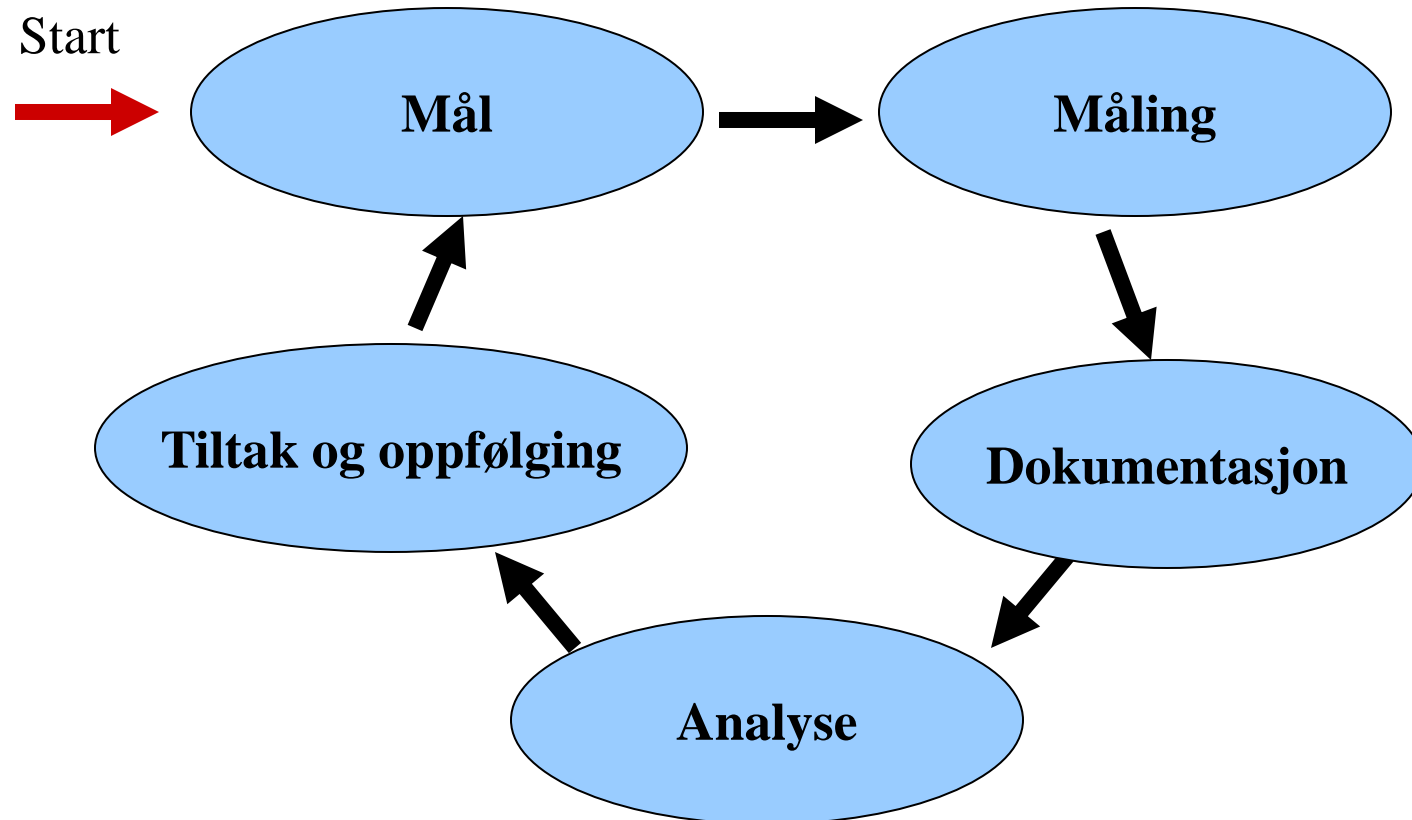 Start
Mål
Måling
Tiltak og oppfølging
Dokumentasjon
Analyse